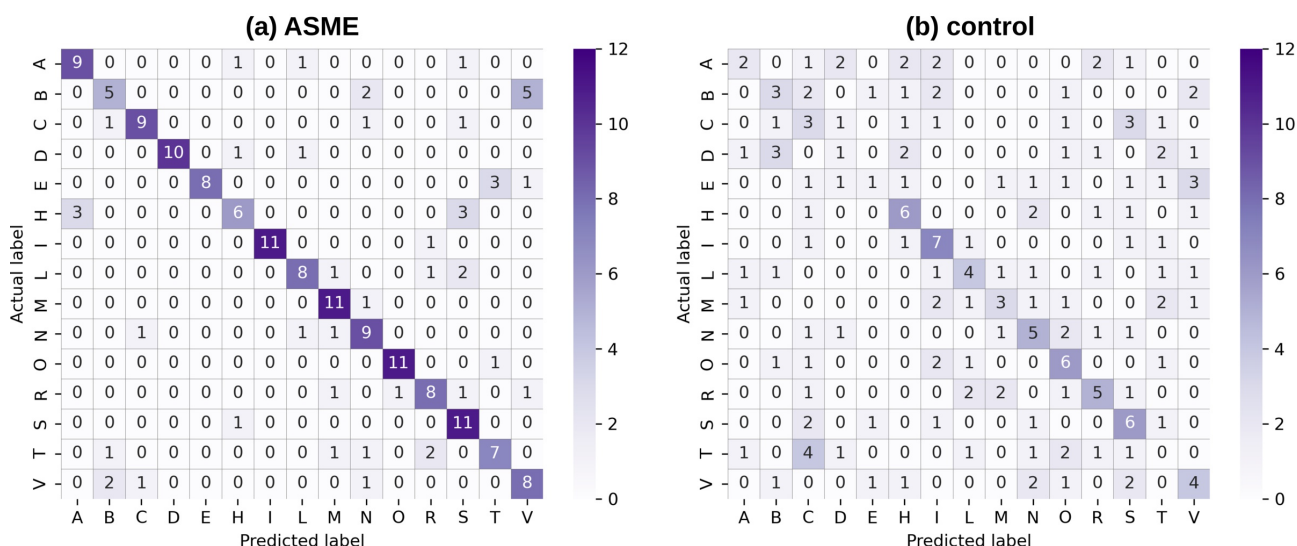 (a) ASME
A 9 0 0 0 0 1 0 1 0 0 0 0 1 0 0
B 0 5 0 0 0 0 0 0 0 2 0 0 0 0 5
C 0 1 9 0 0 0 0 0 0 1 0 0 1 0 0
D 0 0 0 10 0 1 0 1 0 0 0 0 0 0 0
E 0 0 0 0 8 0 0 0 0 0 0 0 0 3 1
H 3 0 0 0 0 6 0 0 0 0 0 0 3 0 0
I 0 0 0 0 0 0 11 0 0 0 0 1 0 0 0
L 0 0 0 0 0 0 0 8 1 0 0 1 2 0 0
M 0 0 0 0 0 0 0 0 11 1 0 0 0 0 0
N 0 0 1 0 0 0 0 1 1 9 0 0 0 0 0
O 0 0 0 0 0 0 0 0 0 0 11 0 0 1 0
R 0 0 0 0 0 0 0 0 1 0 1 8 1 0 1
S 0 0 0 0 0 1 0 0 0 0 0 0 11 0 0
T 0 1 0 0 0 0 0 0 1 1 0 2 0 7 0
V 0 2 1 0 0 0 0 0 0 1 0 0 0 0 8
A B C D E H I L M N O R S T V
Predicted label
Actual label
12
10
8
6
4
2
0
(b) control
A 2 0 1 2 0 2 2 0 0 0 0 2 1 0 0
B 0 3 2 0 1 1 2 0 0 0 1 0 0 0 2
C 0 1 3 1 0 1 1 0 0 0 1 0 3 1 0
D 1 3 0 1 0 2 0 0 0 0 1 1 0 2 1
E 0 0 1 1 1 1 0 0 1 1 1 0 1 1 3
H 0 0 1 0 0 6 0 0 0 2 0 1 1 0 1
I 0 0 1 0 0 1 7 1 0 0 0 0 1 1 0
L 1 1 0 0 0 0 1 4 1 1 0 1 0 1 1
M 1 0 0 0 0 0 2 1 3 1 1 0 0 2 1
N 0 0 1 1 0 0 0 0 1 5 2 1 1 0 0
O 0 1 1 0 0 0 2 1 0 0 6 0 0 1 0
R 0 0 1 0 0 0 0 2 2 0 1 5 1 0 0
S 0 0 2 0 1 0 1 0 0 1 0 0 6 1 0
T 1 0 4 1 0 0 0 1 0 1 2 1 1 0 0
V 0 1 0 0 1 1 0 0 0 2 1 0 2 0 4
A B C D E H I L M N O R S T V
Predicted label
Actual label
12
10
8
6
4
2
0